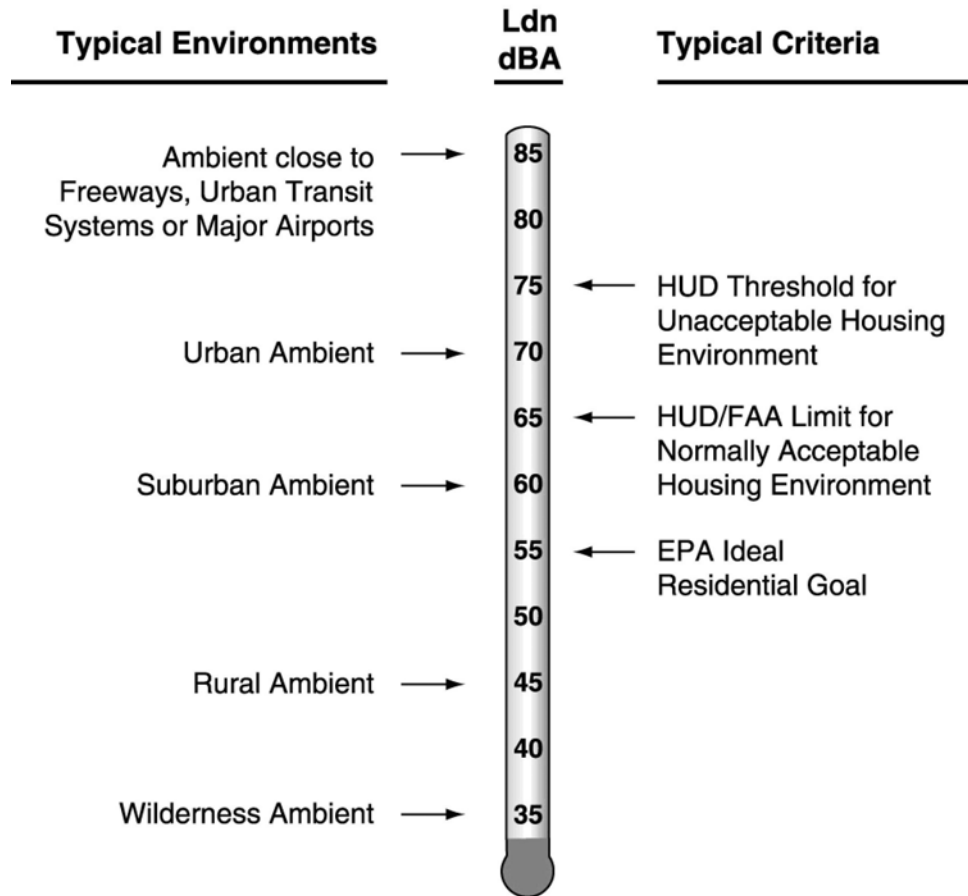 Typical Environments
Ldn
dBA
Typical Criteria
Ambient close to
Freeways, Urban Transit
Systems or Major Airports
Urban Ambient
Suburban Ambient
Rural Ambient
Wilderness Ambient
85
80
75
70
65
60
55
50
45
40
35
HUD Threshold for
Unacceptable Housing
Environment
HUD/FAA Limit for
Normally Acceptable
Housing Environment
EPA Ideal
Residential Goal